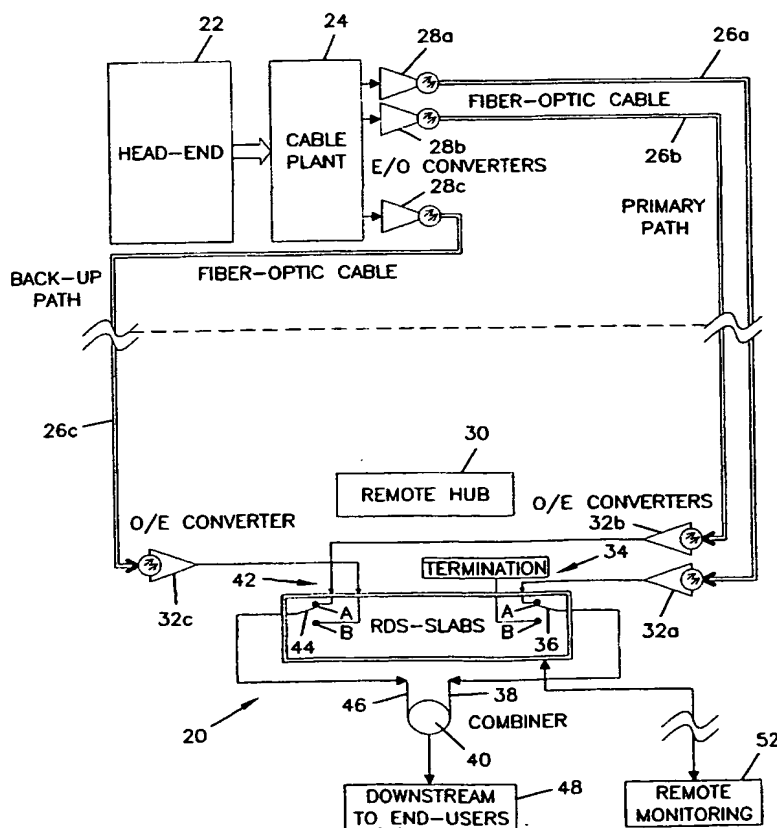 22
24
28a
26a
FIBER-OPTIC CABLE
HEAD-END
CABLE
PLANT
28b
26b
E/O CONVERTERS
28c
PRIMARY
PATH
BACK-UP
PATH
FIBER-OPTIC CABLE
26c
30
REMOTE HUB
O/E CONVERTER
O/E CONVERTERS
32b
34
TERMINATION
42
32c
32a
A
B
44
RDS-SLABS
A
B
36
46
38
20
COMBINER
40
52
DOWNSTREAM
TO END-USERS
48
REMOTE
MONITORING